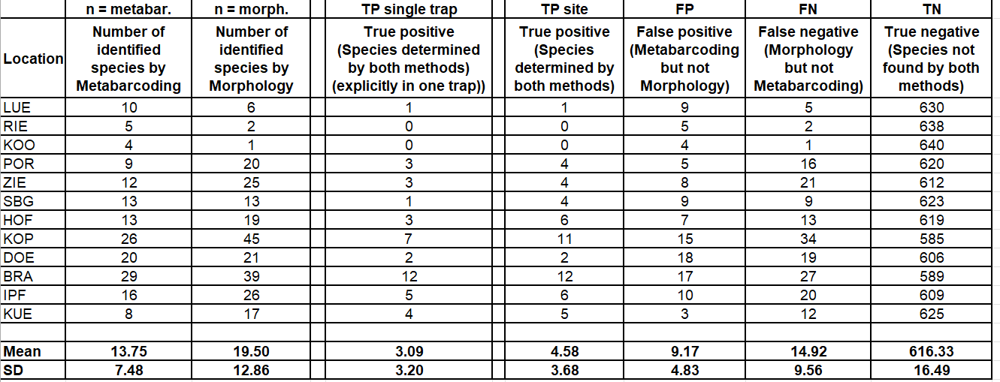 n = metabar. n = morph. TP single trap TP site FP FN TN
Location Number of identified species by Metabarcoding Number of identified species by Morphology True positive (Species determined by both methods) (explicitly in one trap)) True positive (Species determined by both methods) False positive (Metabarcoding but not Morphology) False negative (Morphology but not Metabarcoding) True negative (Species not found by both methods)
LUE 10 6 1 1 9 5 630
RIE 5 2 0 0 5 2 638
KOO 4 1 0 0 4 1 640
POR 9 20 3 4 5 16 620
ZIE 12 25 3 4 8 21 612
SBG 13 13 1 4 9 9 623
HOF 13 19 3 6 7 13 619
KOP 26 45 7 11 15 34 585
DOE 20 21 2 2 18 19 606
BRA 29 39 12 12 17 27 589
IPF 16 26 5 6 10 20 609
KUE 8 17 4 5 3 12 625
Mean 13.75 19.50 3.09 4.58 9.17 14.92 616.33
SD 7.48 12.86 3.20 3.68 4.83 9.56 16.49